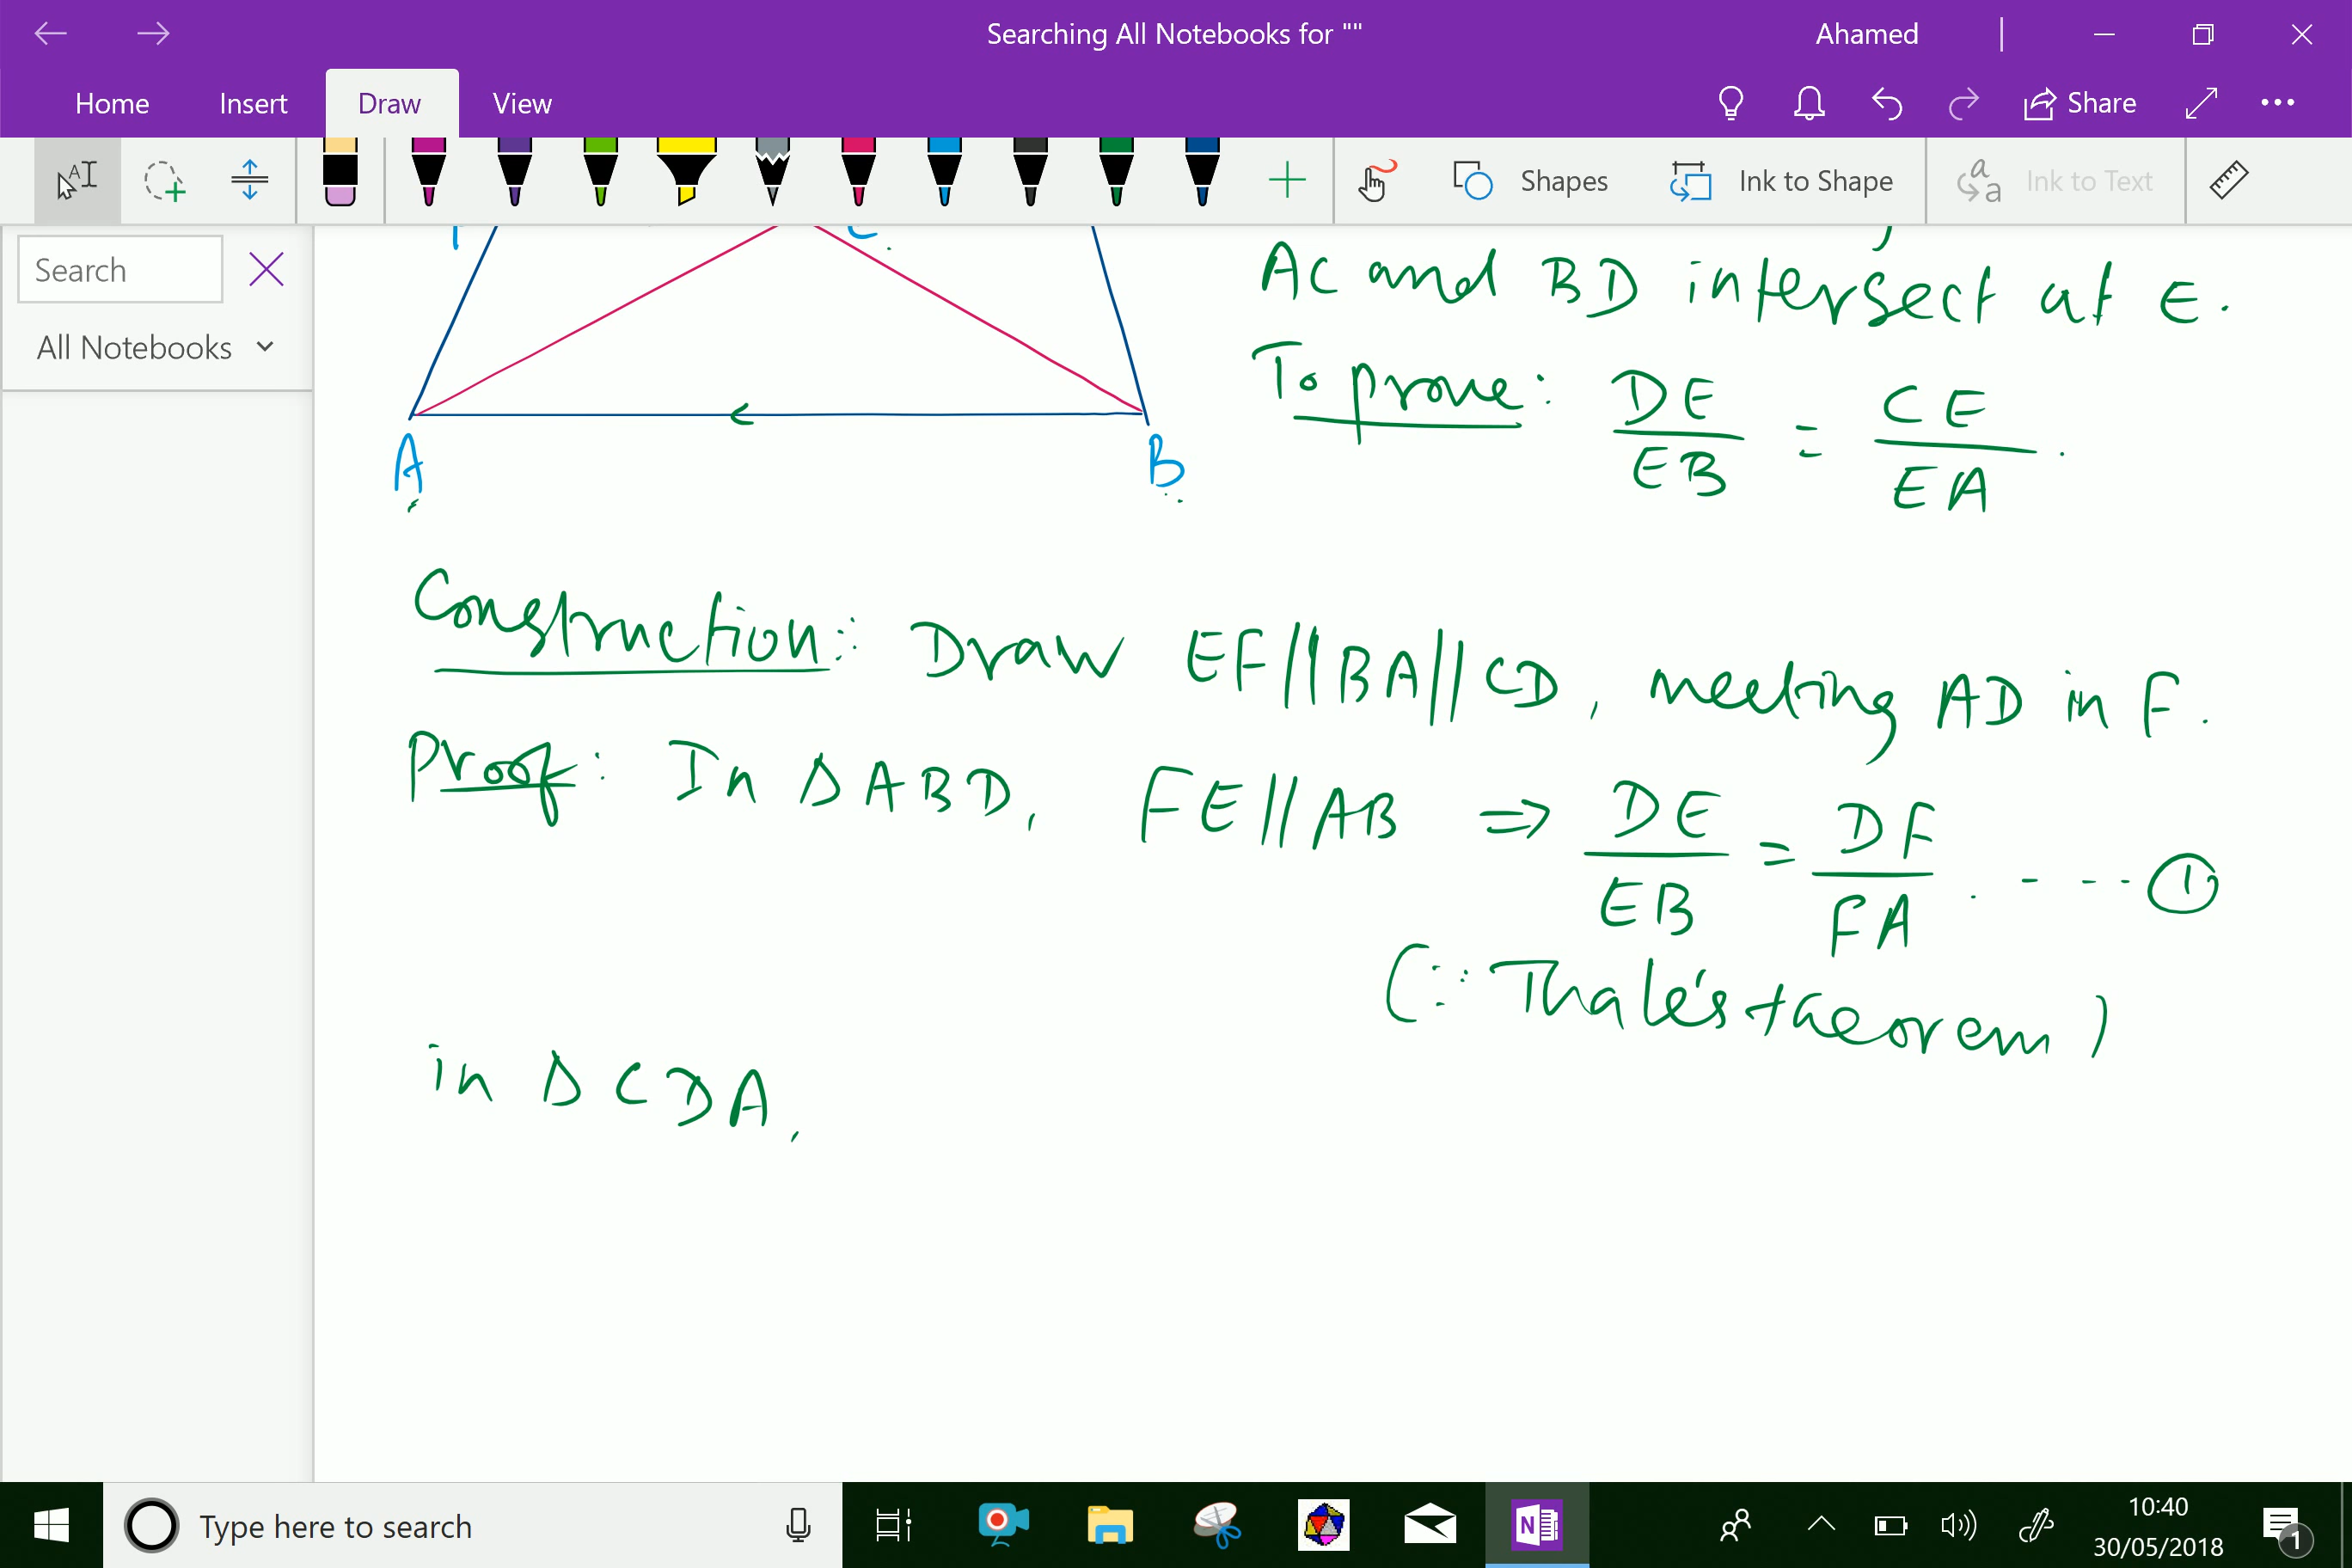 Searching All Notebooks for ""
Ahamed
Home Insert Draw View
Share
Shapes
Ink to Shape
Ink to Text
Search
All Notebooks
AC and BD intersect at E.
To prove: DE/EB = CE/EA.
A
B
Construction: Draw EF||BA||CD, meeting AD in F.
Proof: In Δ ABD, FE||AB ⇒ DE/EB = DF/FA. - - - - ①
(∵ Thale's theorem)
in Δ CDA,
Type here to search
10:40
30/05/2018
1